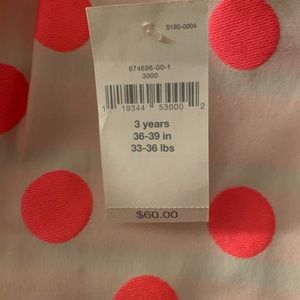 S180-0004
674696-00-1
3000
1 19344 53000 2
3 years
36-39 in
33-36 lbs
$60.00